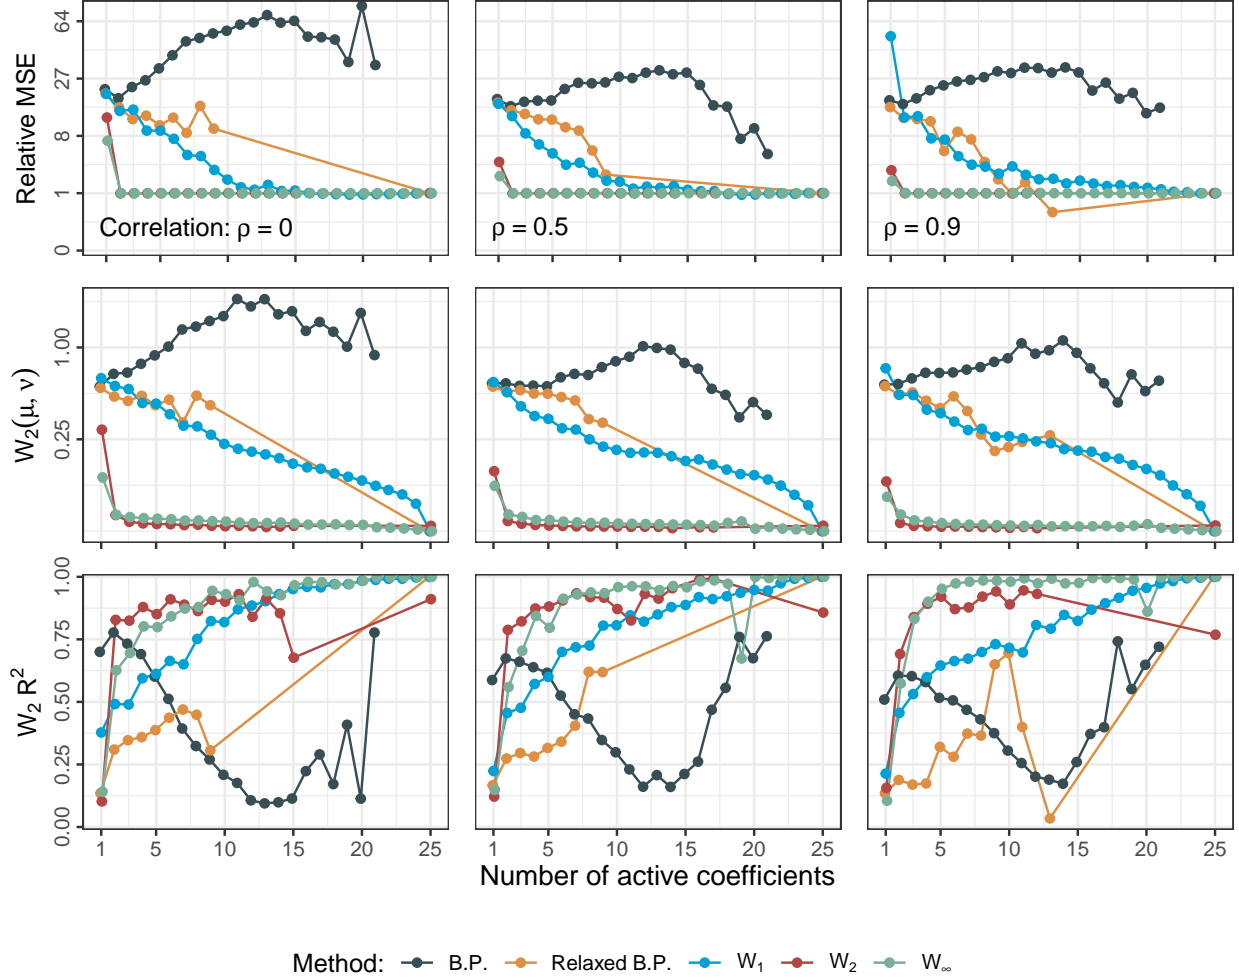 Relative MSE
64
27
8
1
0
Correlation: ρ = 0
ρ = 0.5
ρ = 0.9
W₂(μ, ν)
1.00
0.25
W₂ R²
1.00
0.75
0.50
0.25
0.00
1 5 10 15 20 25
1 5 10 15 20 25
1 5 10 15 20 25
Number of active coefficients
Method: B.P. Relaxed B.P. W₁ W₂ W∞